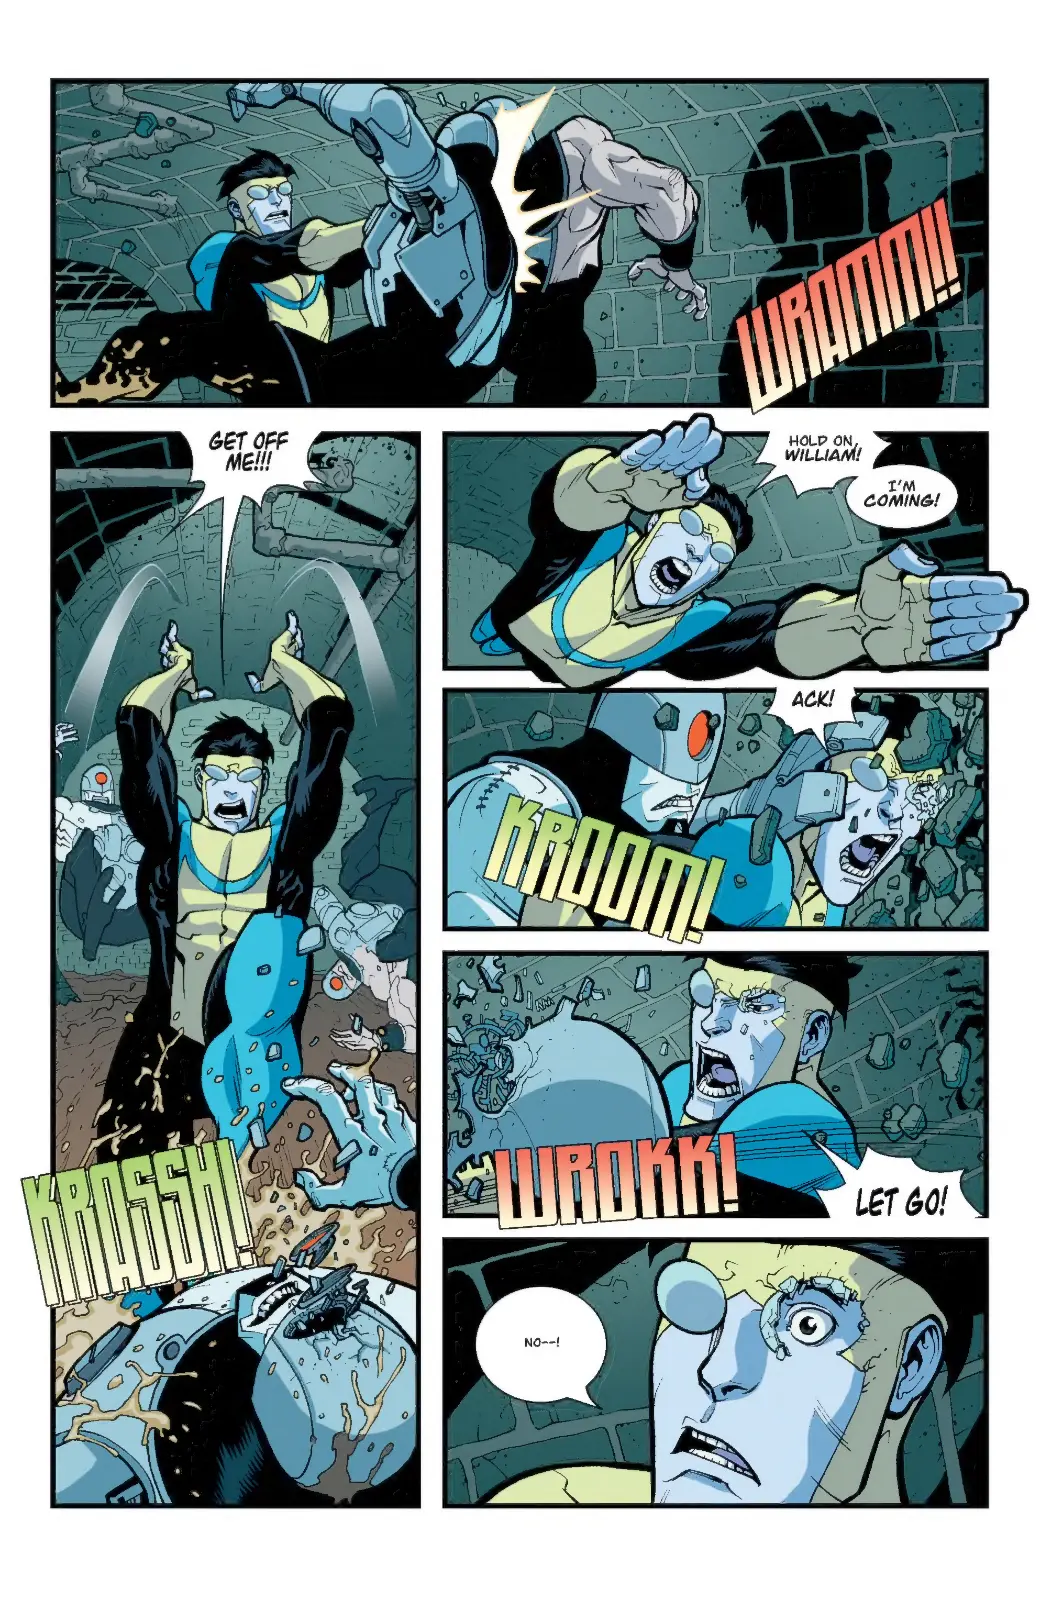 WRAMM!!
GET OFF
ME!!!
KRASSH!
HOLD ON,
WILLIAM!
I'M
COMING!
ACK!
KROOM!
WROKK!
LET GO!
NO--!